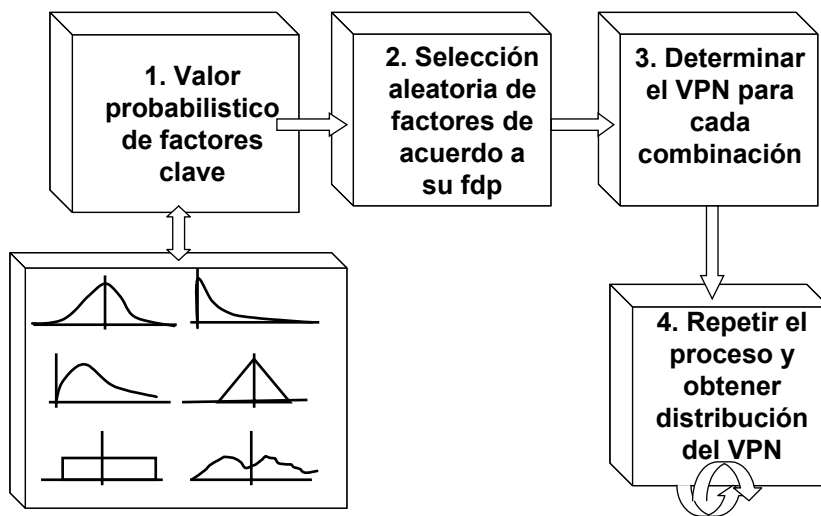 1. Valor
probabilistico
de factores
clave
2. Selección
aleatoria de
factores de
acuerdo a
su fdp
3. Determinar
el VPN para
cada
combinación
4. Repetir el
proceso y
obtener
distribución
del VPN